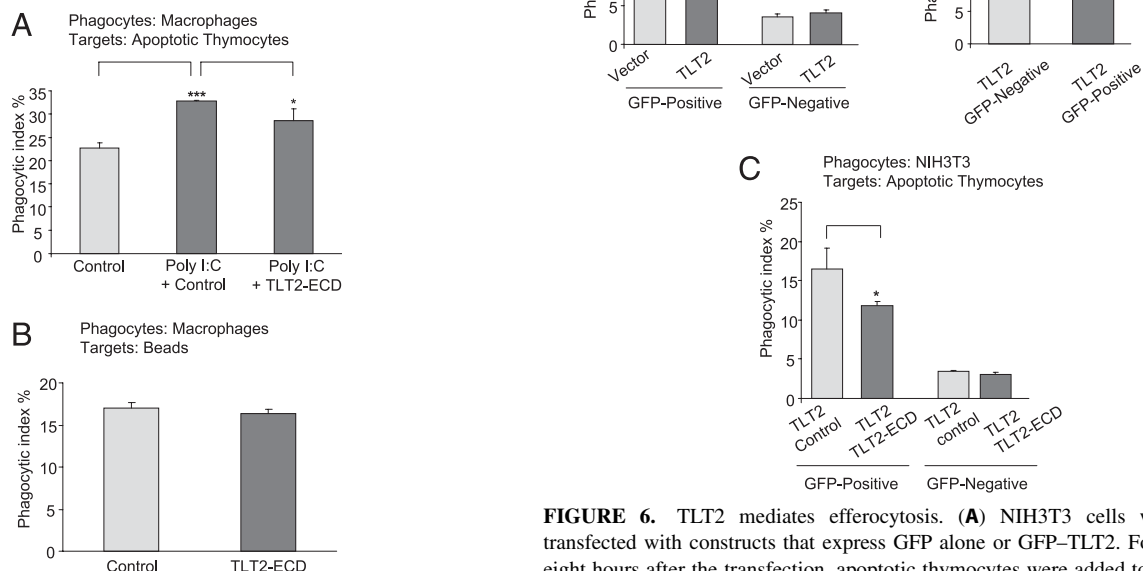 A
Phagocytes: Macrophages
Targets: Apoptotic Thymocytes
Phagocytic index %
35
30
25
20
15
10
5
0
***
*
Control
Poly I:C
+ Control
Poly I:C
+ TLT2-ECD
B
Phagocytes: Macrophages
Targets: Beads
Phagocytic index %
20
15
10
5
0
Control
TLT2-ECD
5
0
Vector
TLT2
Vector
TLT2
GFP-Positive
GFP-Negative
5
0
TLT2
GFP-Negative
TLT2
GFP-Positive
C
Phagocytes: NIH3T3
Targets: Apoptotic Thymocytes
Phagocytic index %
25
20
15
10
5
0
*
TLT2
Control
TLT2
TLT2-ECD
TLT2
control
TLT2
TLT2-ECD
GFP-Positive
GFP-Negative
FIGURE 6. TLT2 mediates efferocytosis. (A) NIH3T3 cells
transfected with constructs that express GFP alone or GFP–TLT2.
eight hours after the transfection, apoptotic thymocytes were added